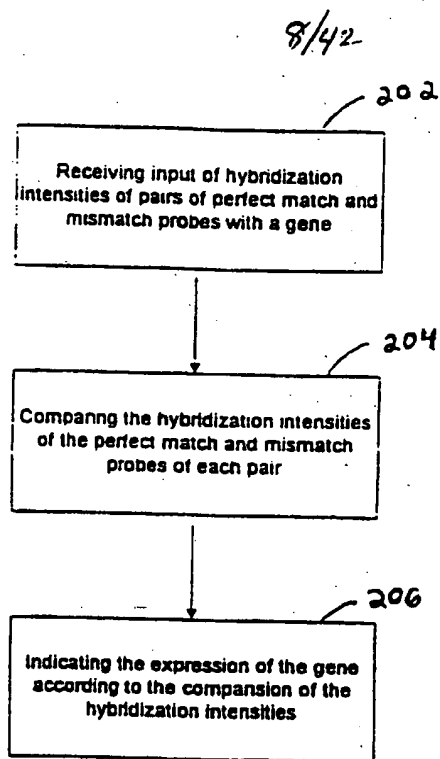 8/42
202
Receiving input of hybridization
intensities of pairs of perfect match and
mismatch probes with a gene
204
Comparing the hybridization intensities
of the perfect match and mismatch
probes of each pair
206
Indicating the expression of the gene
according to the compansion of the
hybridization intensities